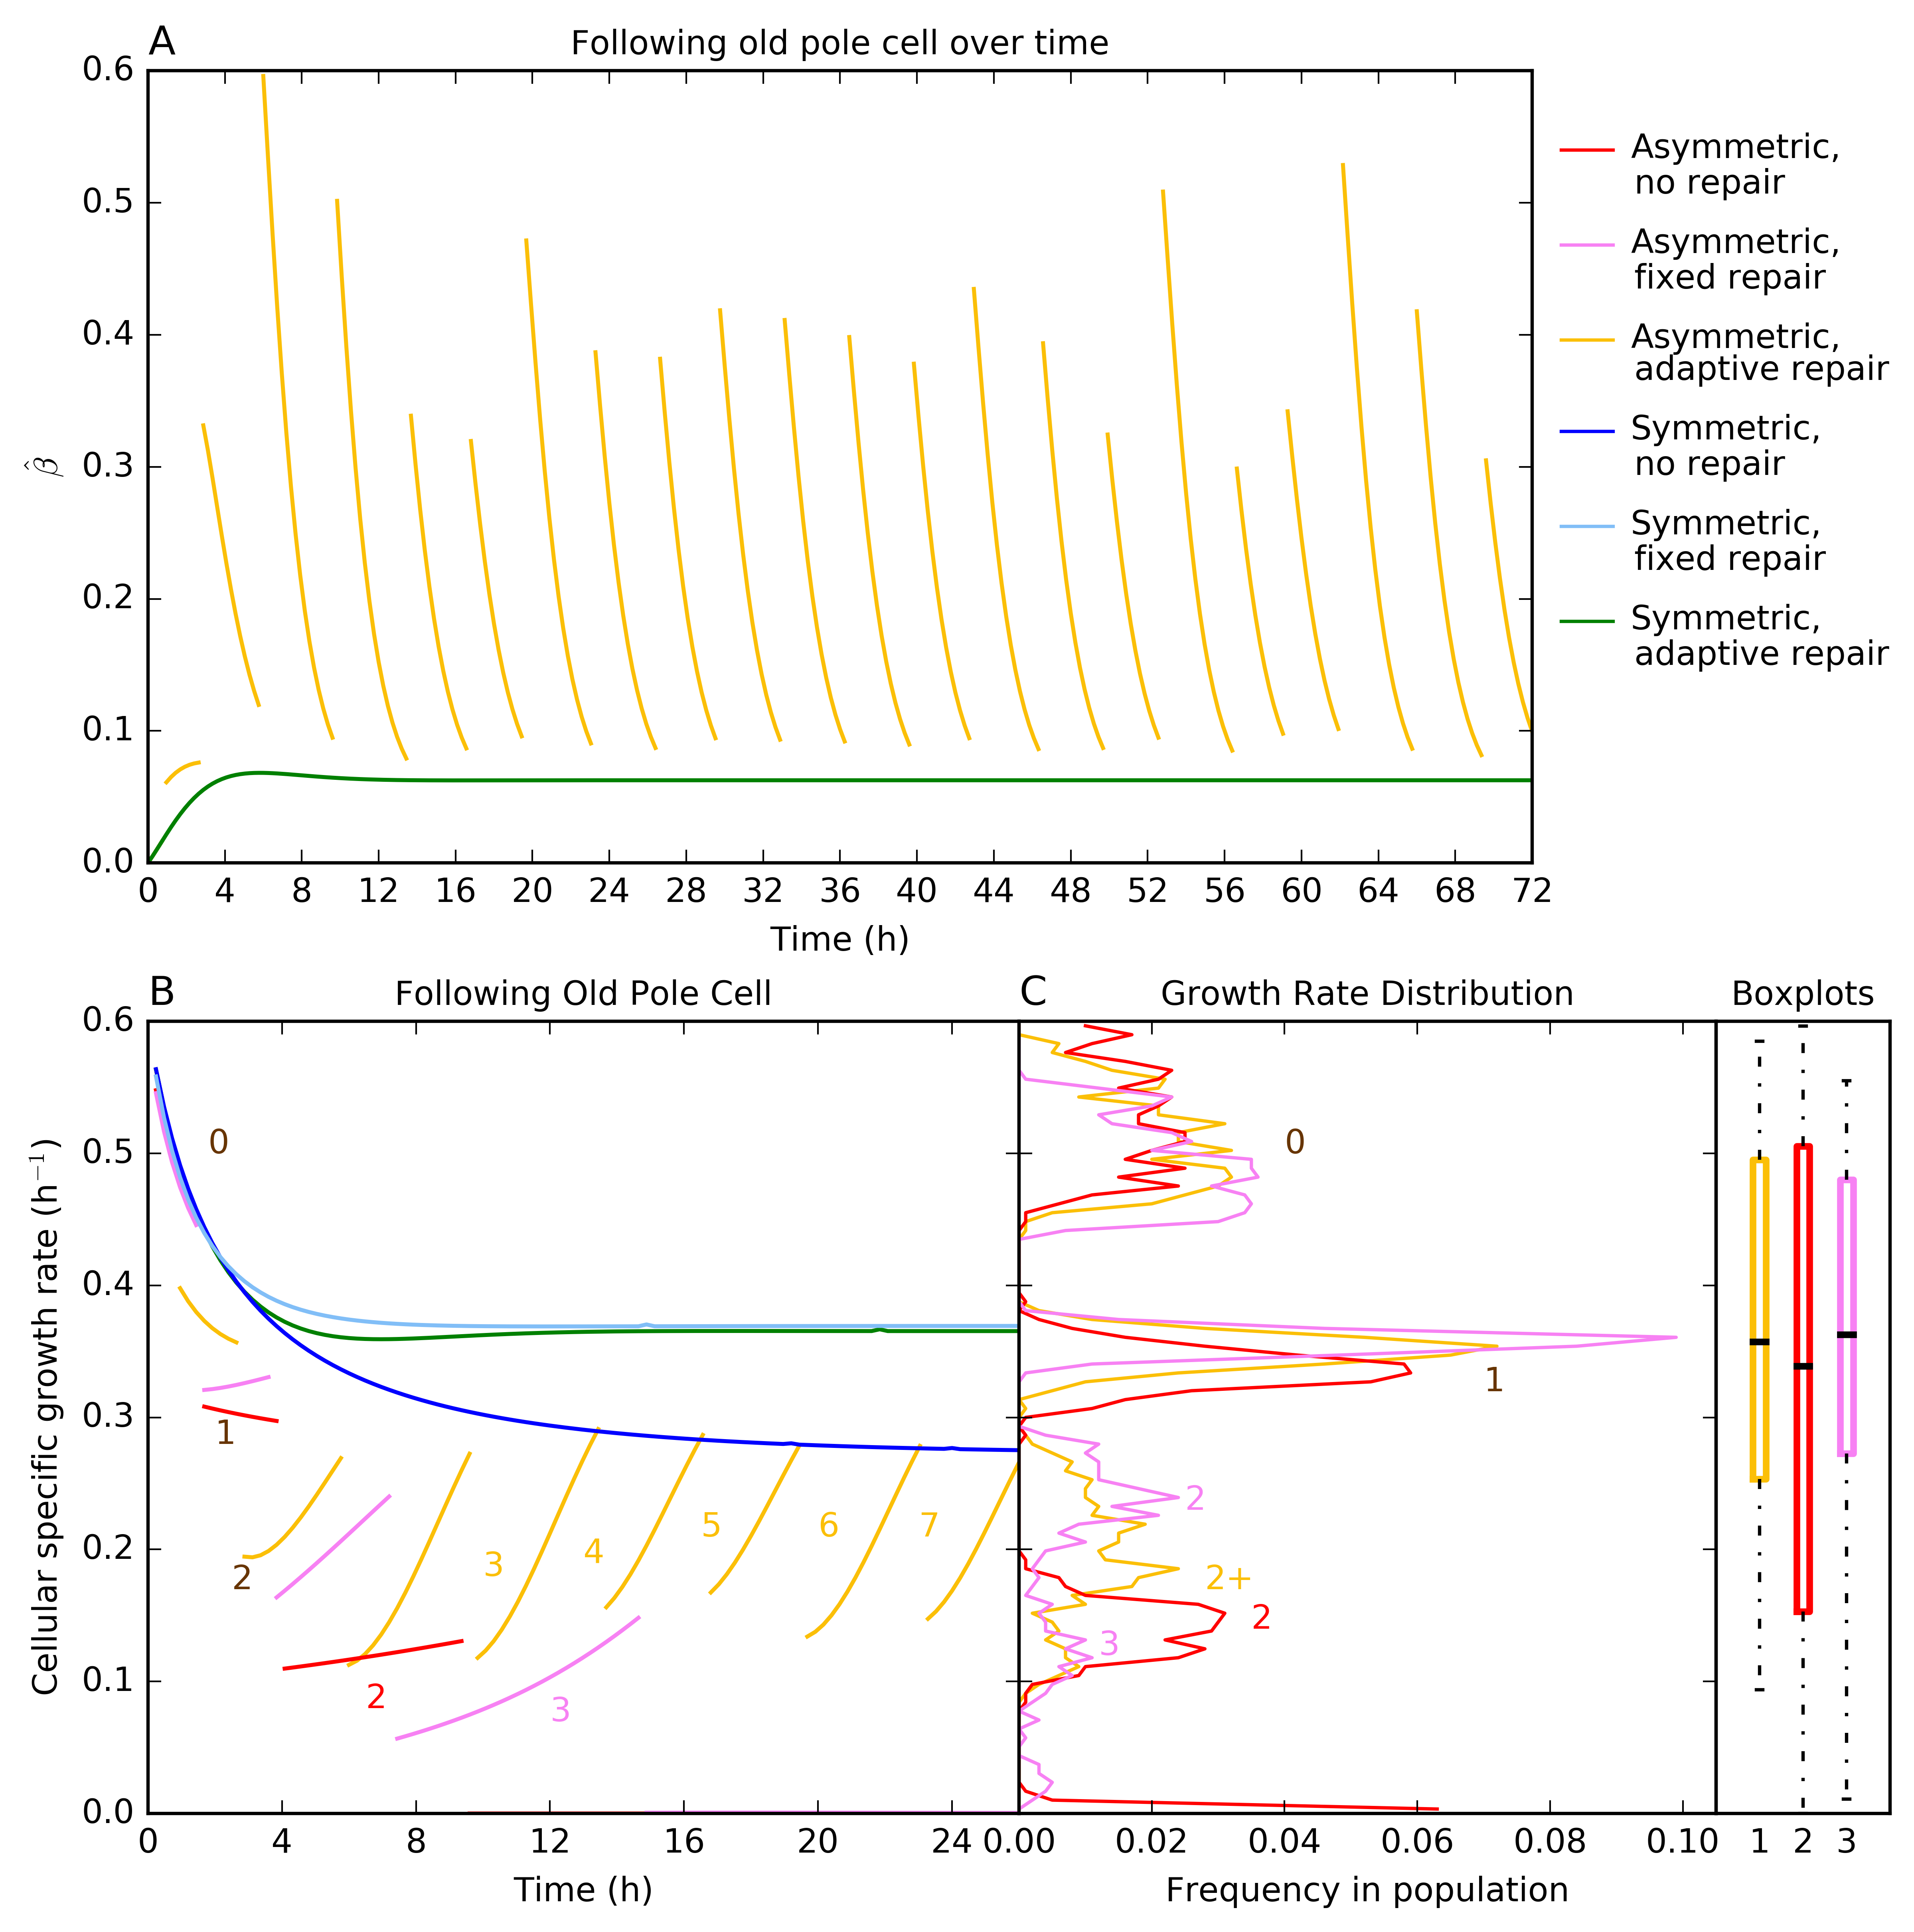 A
Following old pole cell over time
0.6
0.5
0.4
0.3
0.2
0.1
0.0
β̂
0 4 8 12 16 20 24 28 32 36 40 44 48 52 56 60 64 68 72
Time (h)
Asymmetric,
no repair
Asymmetric,
fixed repair
Asymmetric,
adaptive repair
Symmetric,
no repair
Symmetric,
fixed repair
Symmetric,
adaptive repair
B
Following Old Pole Cell
0.6
0.5
0.4
0.3
0.2
0.1
0.0
Cellular specific growth rate (h⁻¹)
0
1
2
3
4
5
6
7
2
3
0 4 8 12 16 20 24
Time (h)
C
Growth Rate Distribution
0
1
2
2+
2
3
0.00 0.02 0.04 0.06 0.08 0.10
Frequency in population
Boxplots
1 2 3